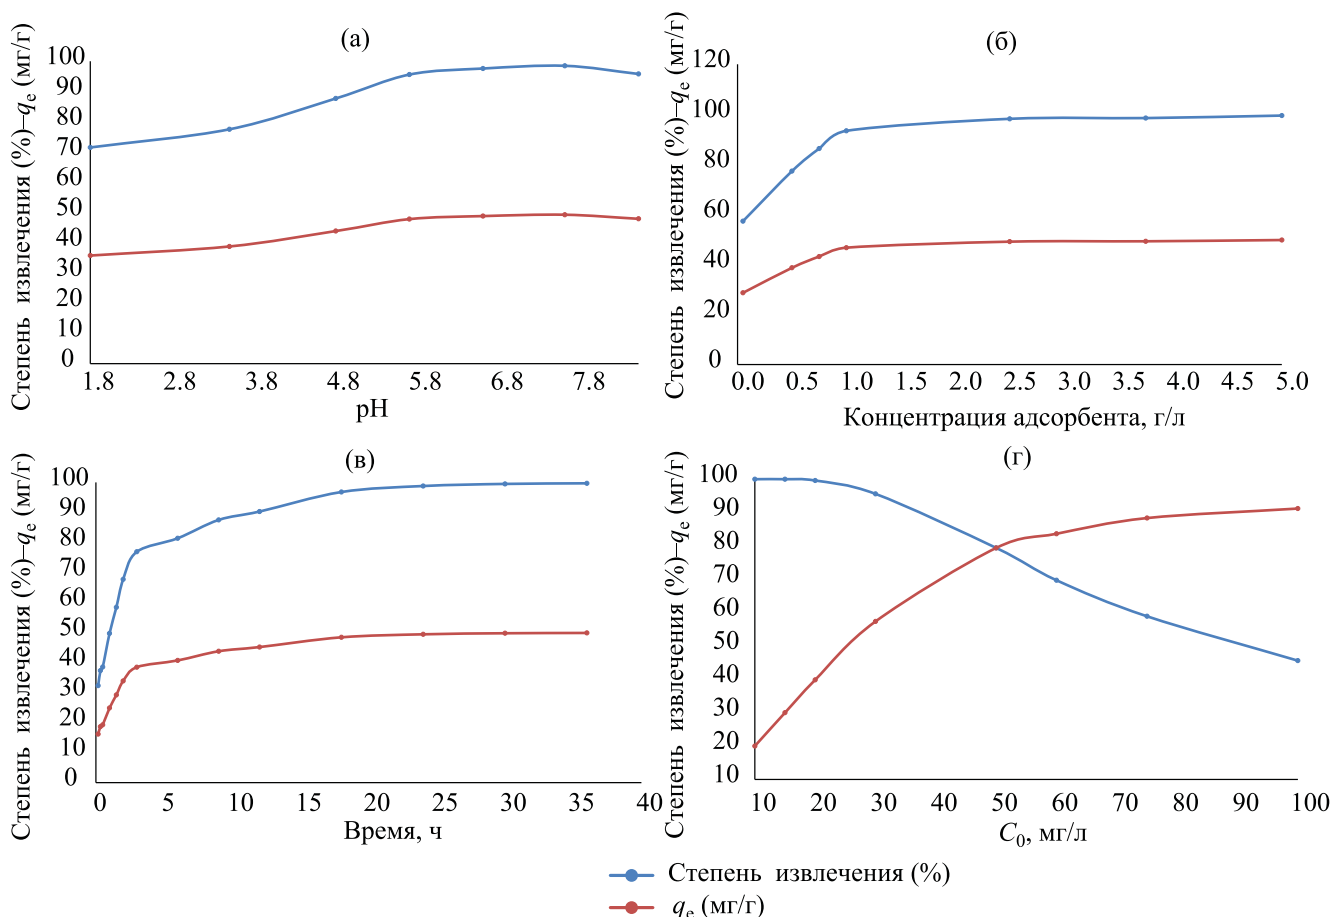 (а)
Степень извлечения (%)–qe (мг/г)
100
90
80
70
60
50
40
30
20
10
0
1.8 2.8 3.8 4.8 5.8 6.8 7.8
pH
(б)
Степень извлечения (%)–qe (мг/г)
120
100
80
60
40
20
0
0.0 0.5 1.0 1.5 2.0 2.5 3.0 3.5 4.0 4.5 5.0
Концентрация адсорбента, г/л
(в)
Степень извлечения (%)–qe (мг/г)
100
90
80
70
60
50
40
30
20
10
0
0 5 10 15 20 25 30 35 40
Время, ч
(г)
Степень извлечения (%)–qe (мг/г)
100
90
80
70
60
50
40
30
20
10
10 20 30 40 50 60 70 80 90 100
C0, мг/л
Степень извлечения (%)
qe (мг/г)